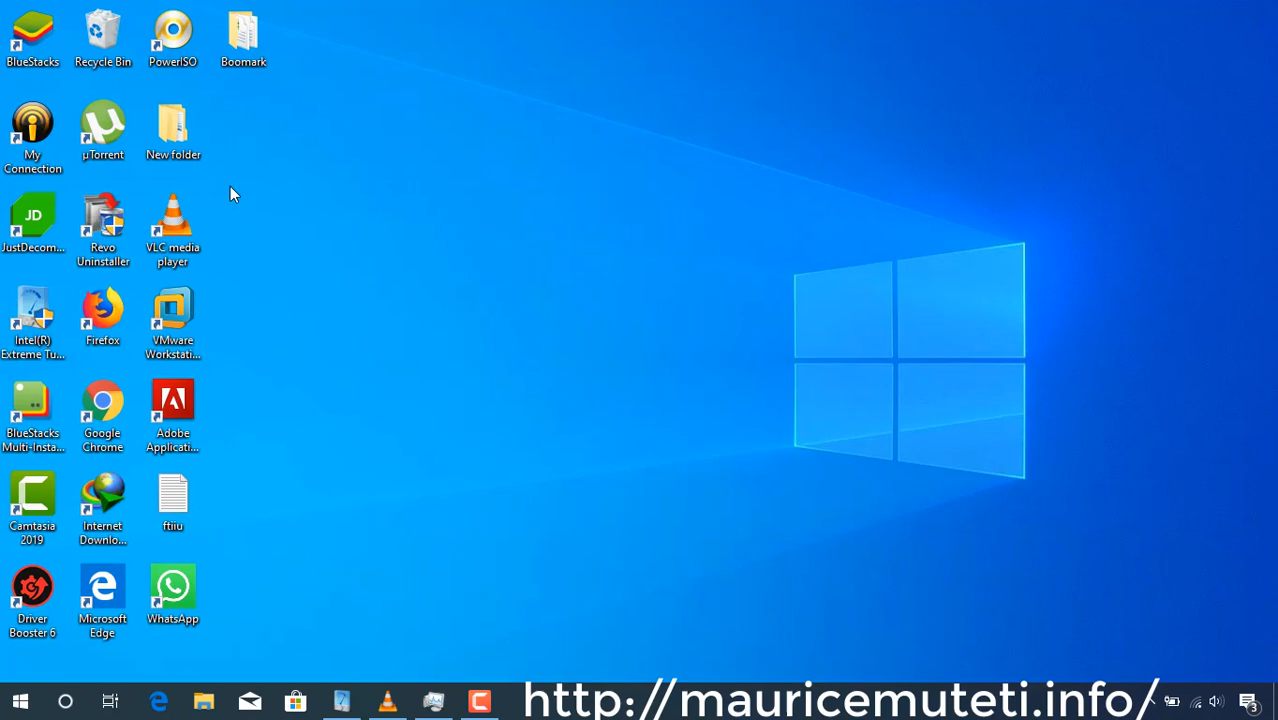 BlueStacks
Recycle Bin
PowerISO
Boomark
My
Connection
µTorrent
New folder
JD
JustDecom...
Revo
Uninstaller
VLC media
player
Intel(R)
Extreme Tu...
Firefox
VMware
Workstati...
BlueStacks
Multi-Insta...
Google
Chrome
Adobe
Applicati...
Camtasia
2019
Internet
Downlo...
ftiiu
Driver
Booster 6
Microsoft
Edge
WhatsApp
http://mauricemuteti.info/
3